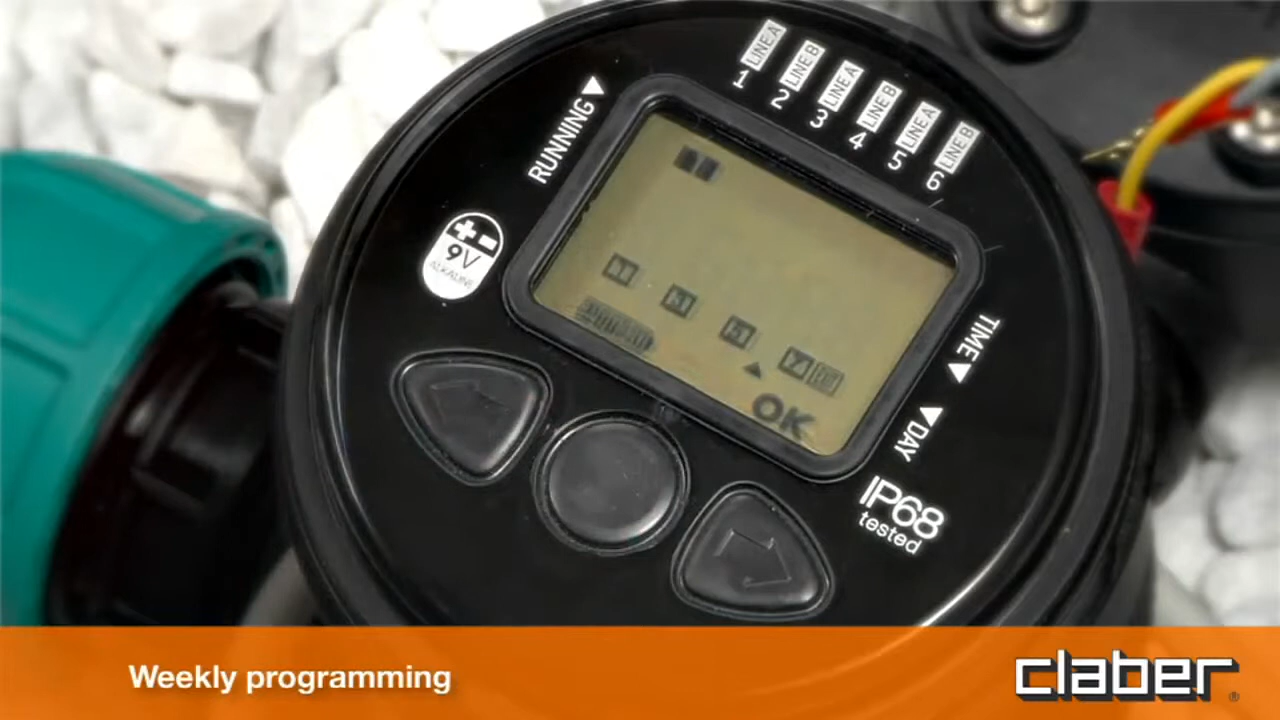 1 LINE A
2 LINE B
3 LINE A
4 LINE B
5 LINE A
6 LINE B
RUNNING
9V
ALKALINE
TIME
DAY
OK
IP68
tested
Weekly programming
claber
®